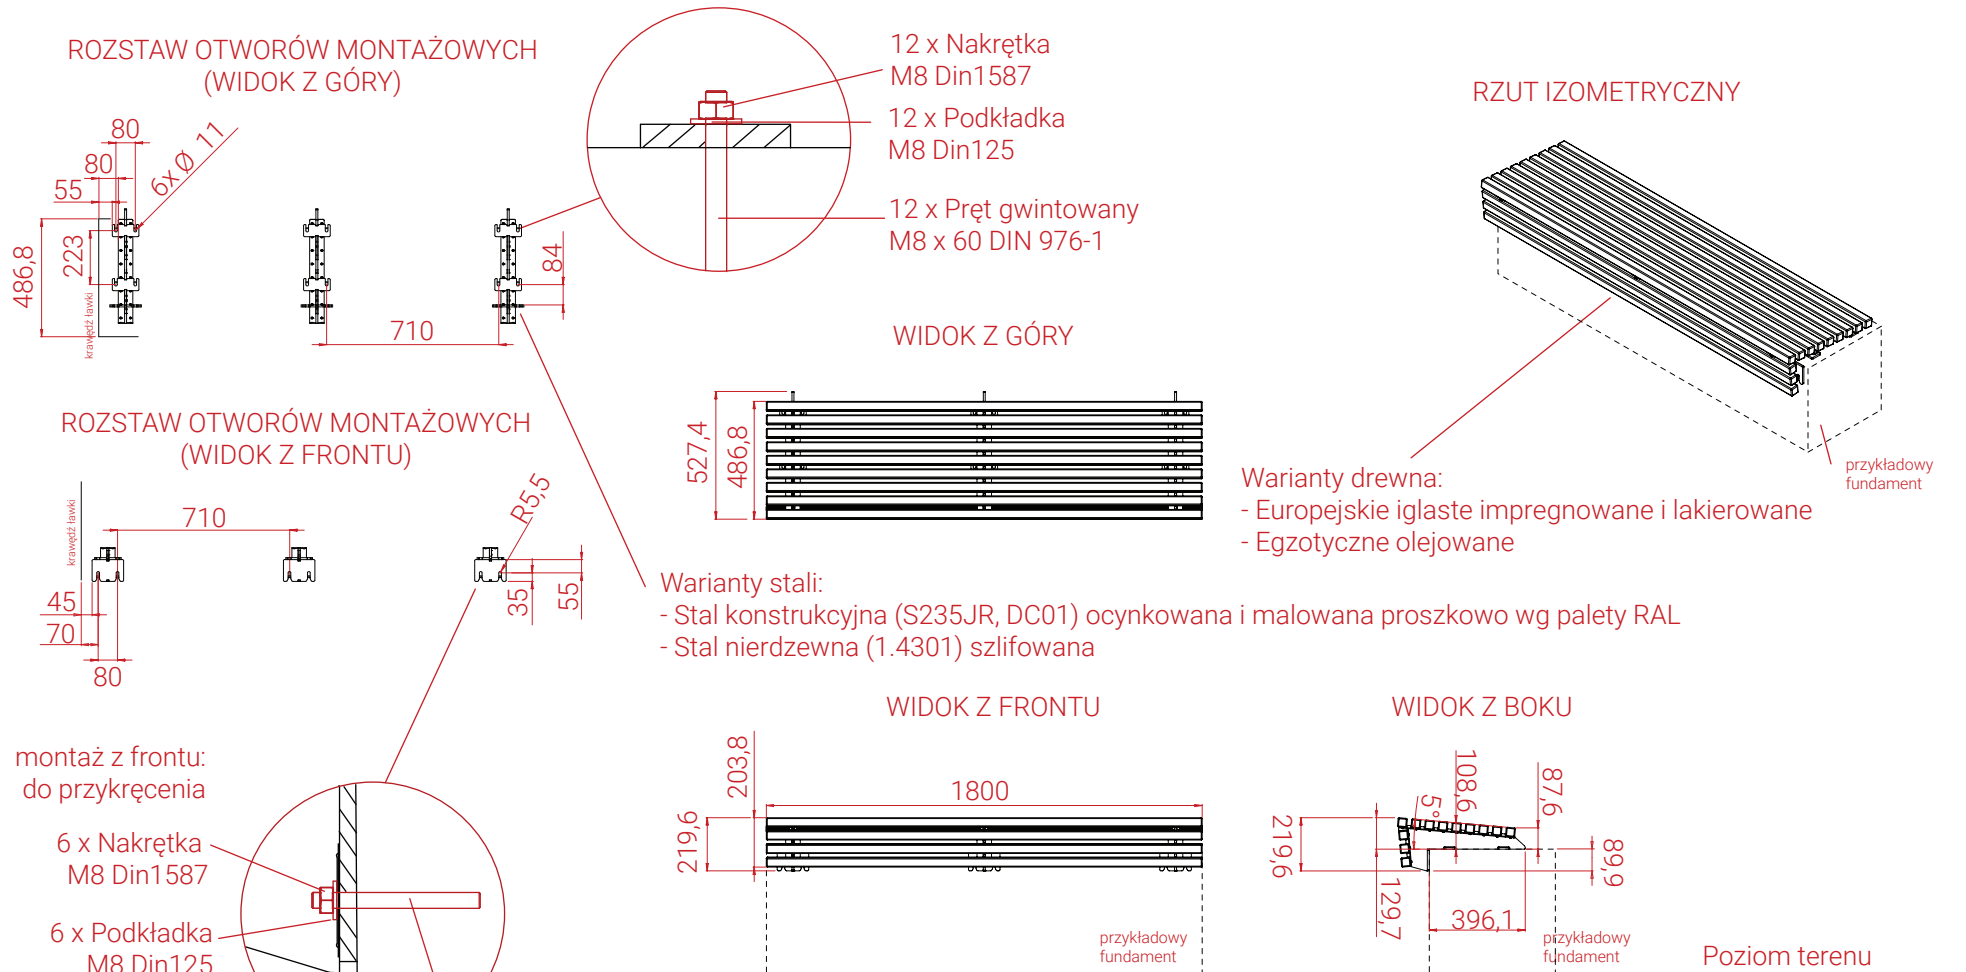 ROZSTAW OTWORÓW MONTAŻOWYCH
(WIDOK Z GÓRY)
80
80
55
6x Ø 11
486,8
223
krawędź ławki
84
710
12 x Nakrętka
M8 Din1587
12 x Podkładka
M8 Din125
12 x Pręt gwintowany
M8 x 60 DIN 976-1
RZUT IZOMETRYCZNY
przykładowy
fundament
WIDOK Z GÓRY
527,4
486,8
Warianty drewna:
- Europejskie iglaste impregnowane i lakierowane
- Egzotyczne olejowane
ROZSTAW OTWORÓW MONTAŻOWYCH
(WIDOK Z FRONTU)
krawędź ławki
710
R5,5
45
70
80
35
55
Warianty stali:
- Stal konstrukcyjna (S235JR, DC01) ocynkowana i malowana proszkowo wg palety RAL
- Stal nierdzewna (1.4301) szlifowana
montaż z frontu:
do przykręcenia
6 x Nakrętka
M8 Din1587
6 x Podkładka
M8 Din125
WIDOK Z FRONTU
203,8
219,6
1800
przykładowy
fundament
WIDOK Z BOKU
219,6
129,7
5°
108,6
87,6
89,9
396,1
przykładowy
fundament
Poziom terenu